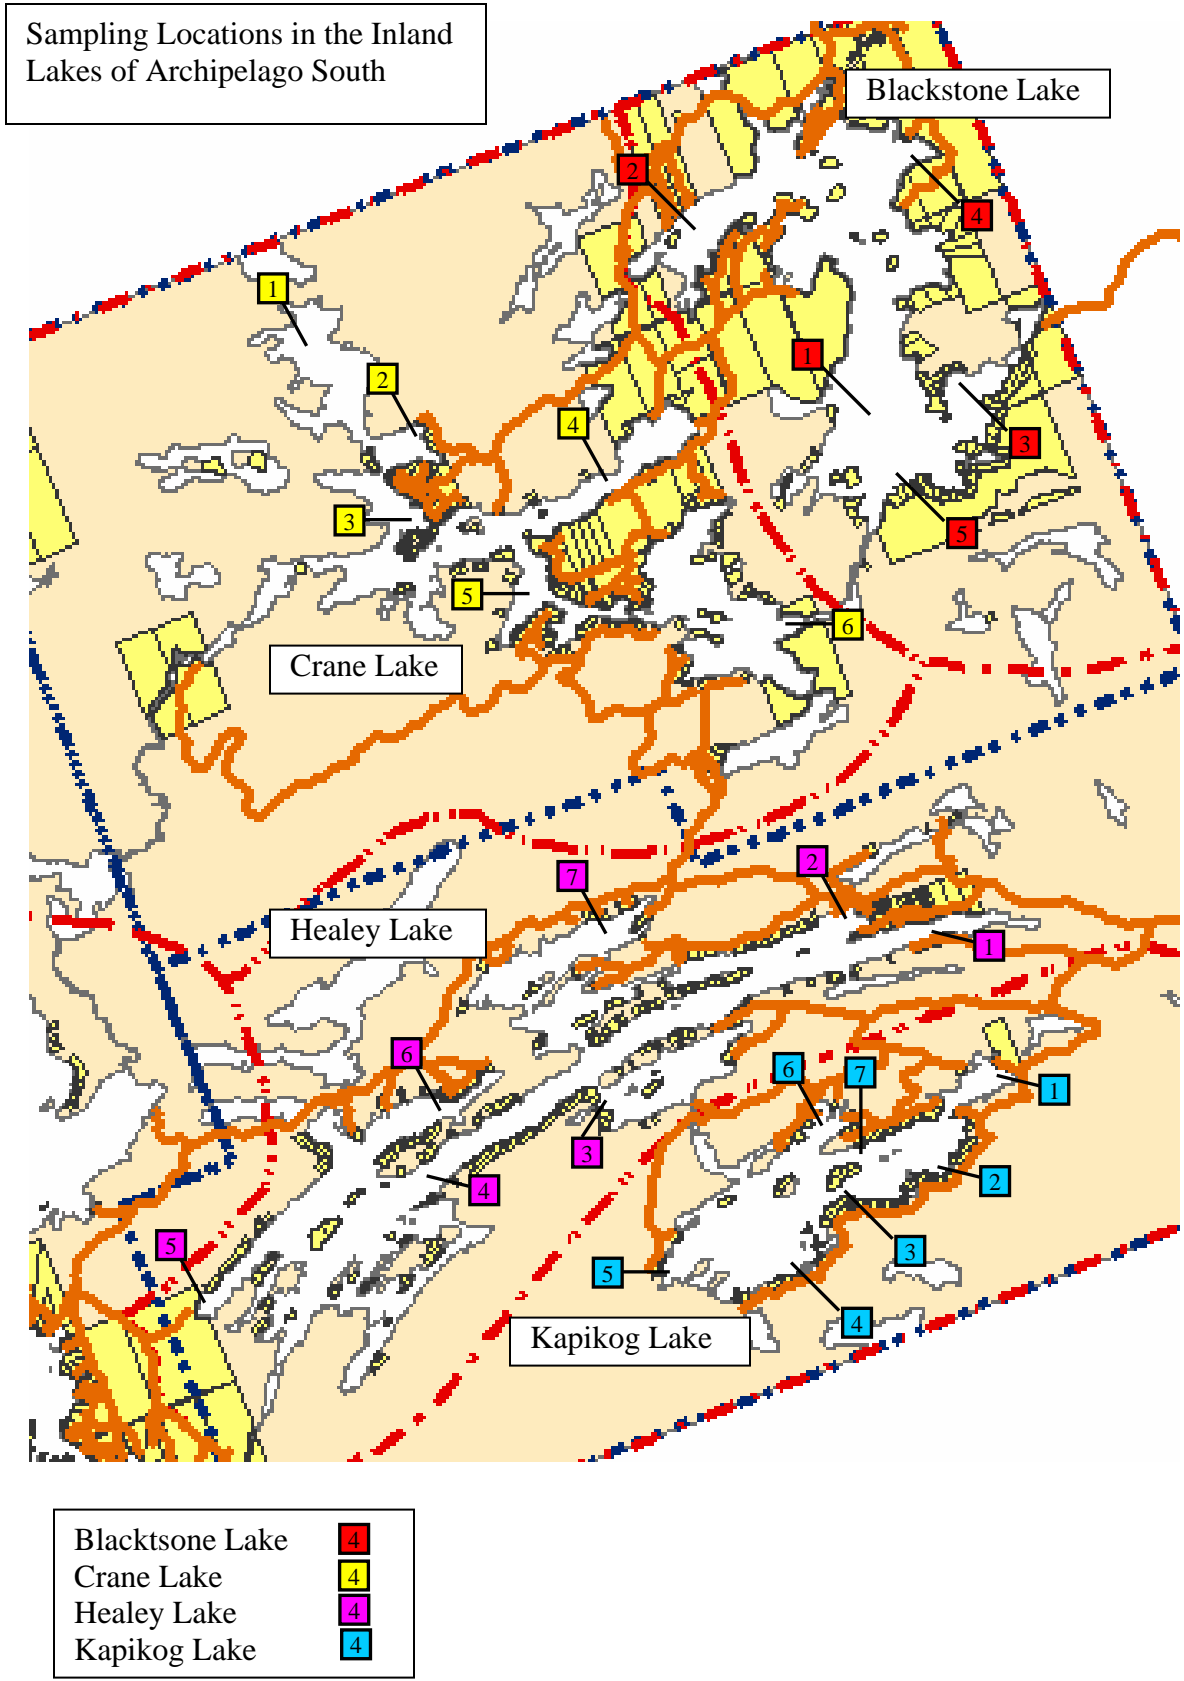 Sampling Locations in the Inland
Lakes of Archipelago South
Blackstone Lake
2
4
1
1
2
4
3
3
5
5
6
Crane Lake
2
7
Healey Lake
1
6
6
7
1
3
2
4
5
3
5
4
Kapikog Lake
Blacktsone Lake 4
Crane Lake 4
Healey Lake 4
Kapikog Lake 4